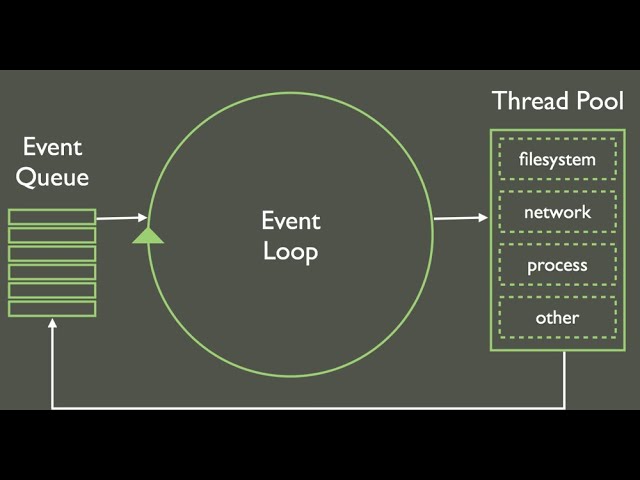 Event
Queue
Event
Loop
Thread Pool
filesystem
network
process
other